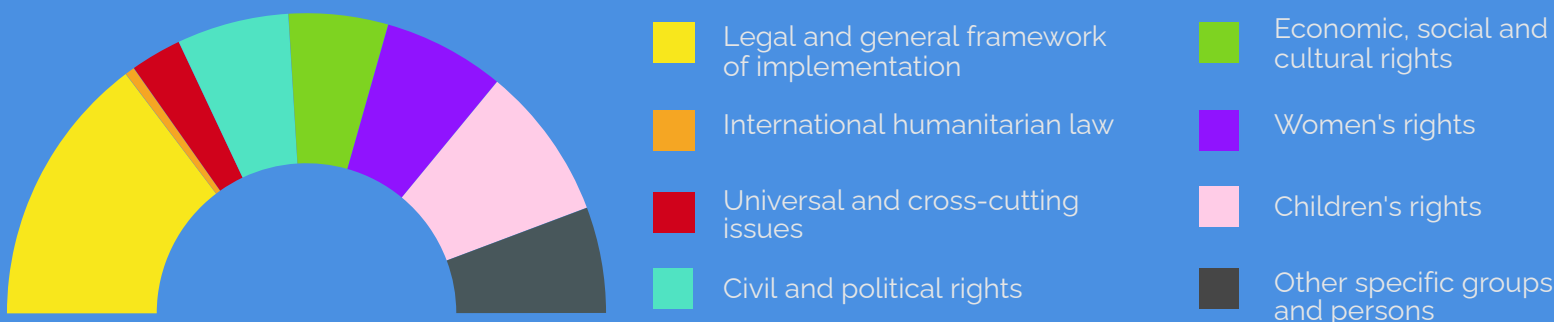 Legal and general framework
of implementation
International humanitarian law
Universal and cross-cutting
issues
Civil and political rights
Economic, social and
cultural rights
Women's rights
Children's rights
Other specific groups
and persons